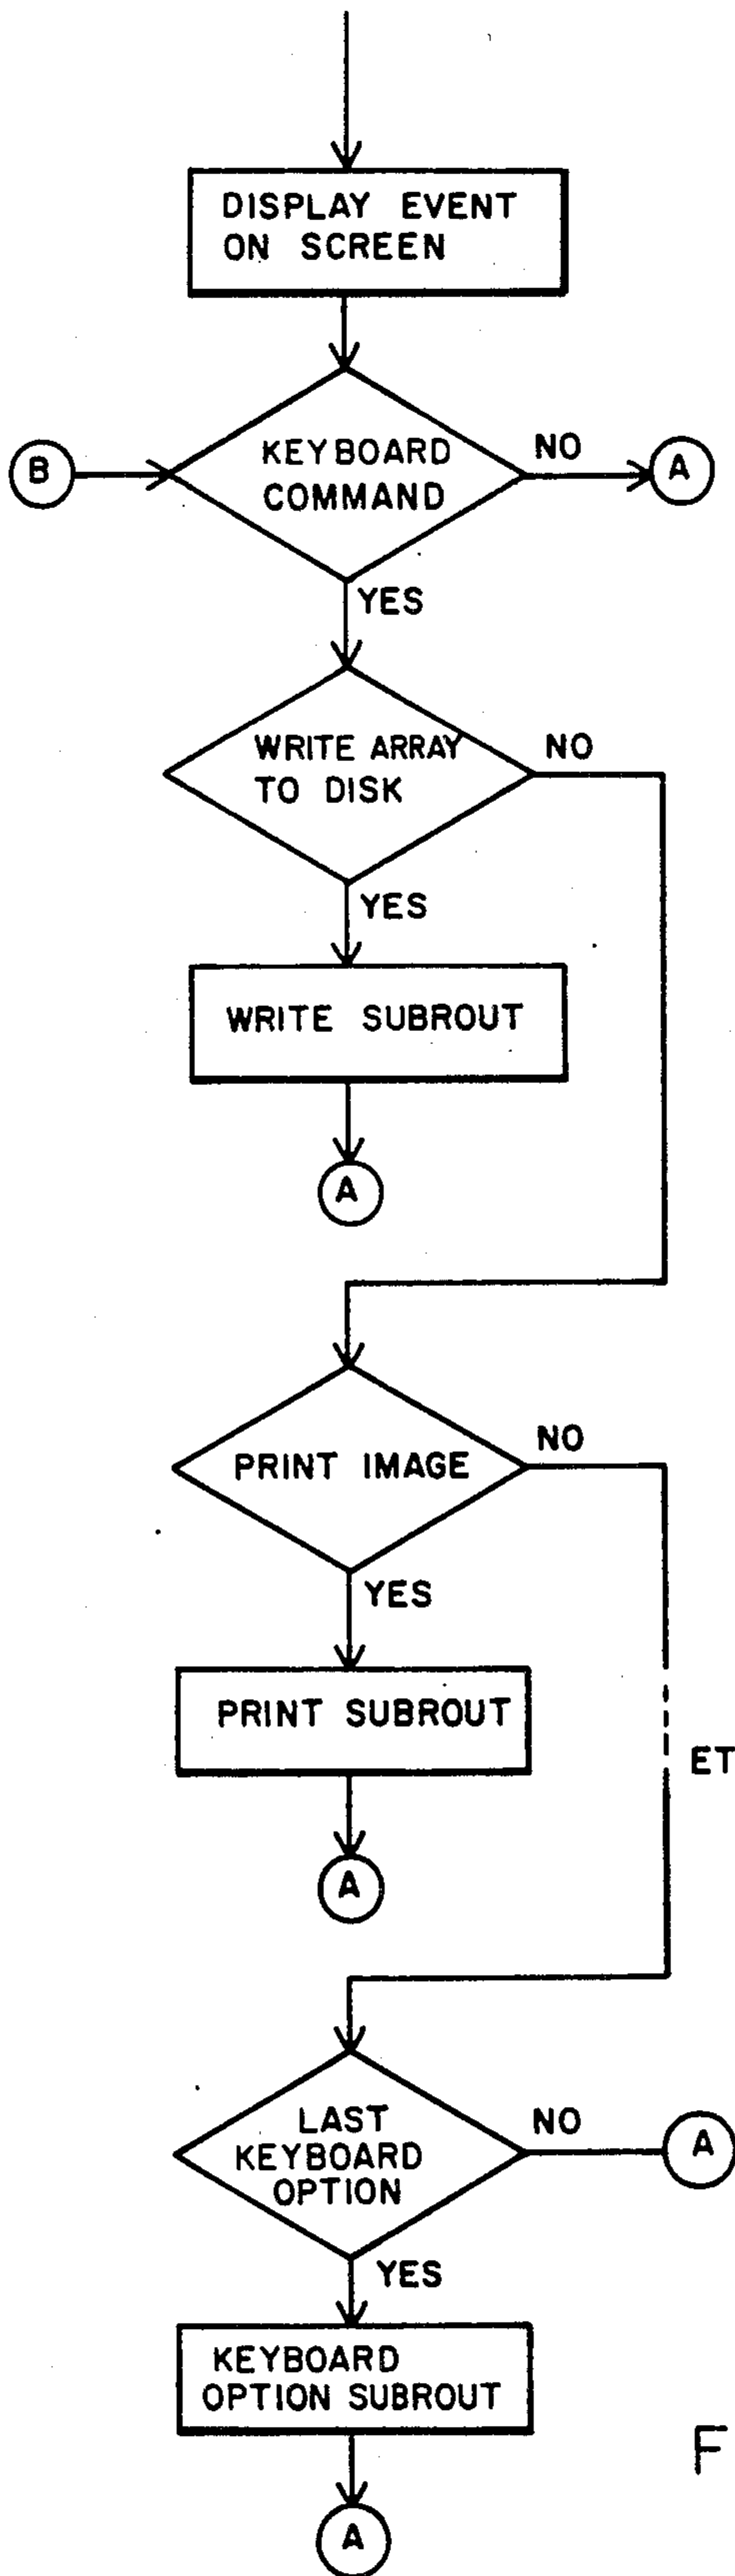 DISPLAY EVENT
ON SCREEN
B
KEYBOARD
COMMAND
NO
A
YES
WRITE ARRAY
TO DISK
NO
YES
WRITE SUBROUT
A
PRINT IMAGE
NO
YES
PRINT SUBROUT
ET
A
LAST
KEYBOARD
OPTION
NO
A
YES
KEYBOARD
OPTION SUBROUT
F
A